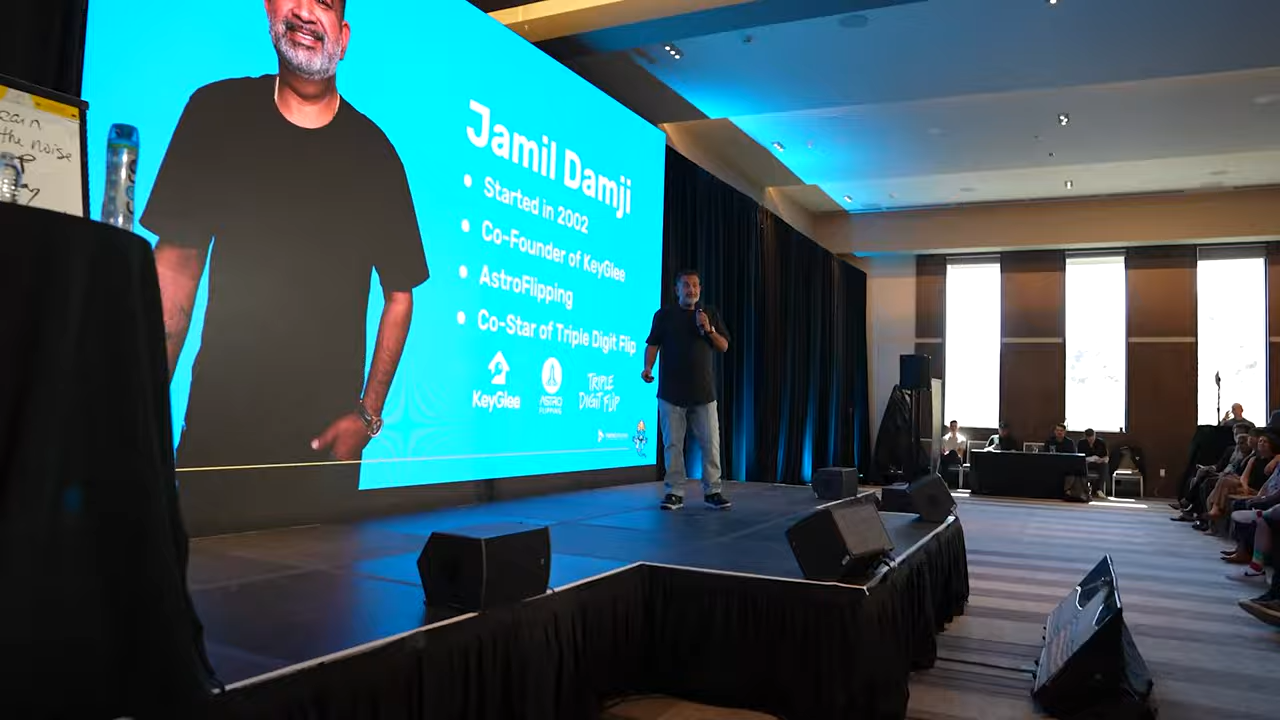 earn
the noise
Jamil Damji
• Started in 2002
• Co-Founder of KeyGlee
• AstroFlipping
• Co-Star of Triple Digit Flip
KeyGlee
ASTRO
FLIPPING
TRIPLE
DIGIT FLIP